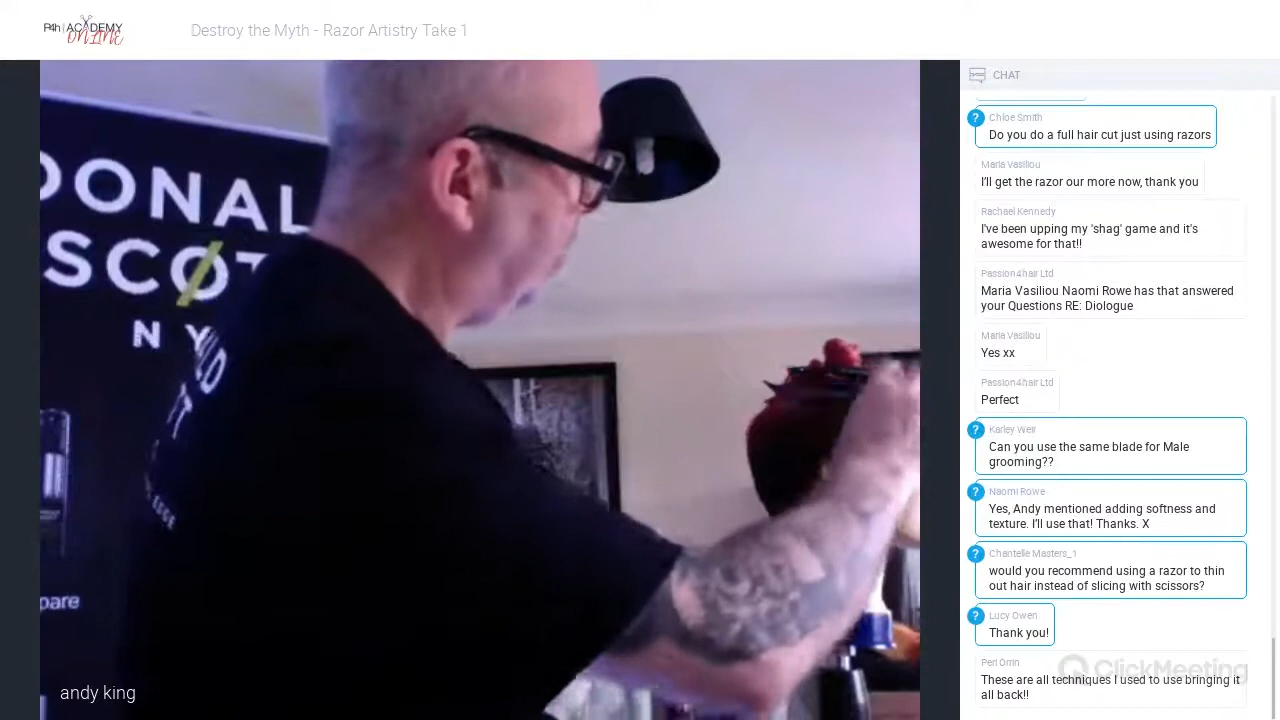 P4h ACADEMY
ONLINE
Destroy the Myth - Razor Artistry Take 1
CHAT
DONAL
SCOT
N Y
pare
andy king
Chloe Smith
Do you do a full hair cut just using razors
Maria Vasiliou
I'll get the razor our more now, thank you
Rachael Kennedy
I've been upping my 'shag' game and it's
awesome for that!!
Passion4hair Ltd
Maria Vasiliou Naomi Rowe has that answered
your Questions RE: Diologue
Maria Vasiliou
Yes xx
Passion4hair Ltd
Perfect
Karley Weir
Can you use the same blade for Male
grooming??
Naomi Rowe
Yes, Andy mentioned adding softness and
texture. I'll use that! Thanks. X
Chantelle Masters_1
would you recommend using a razor to thin
out hair instead of slicing with scissors?
Lucy Owen
Thank you!
Peri Orrin
These are all techniques I used to use bringing it
all back!!
ClickMeeting